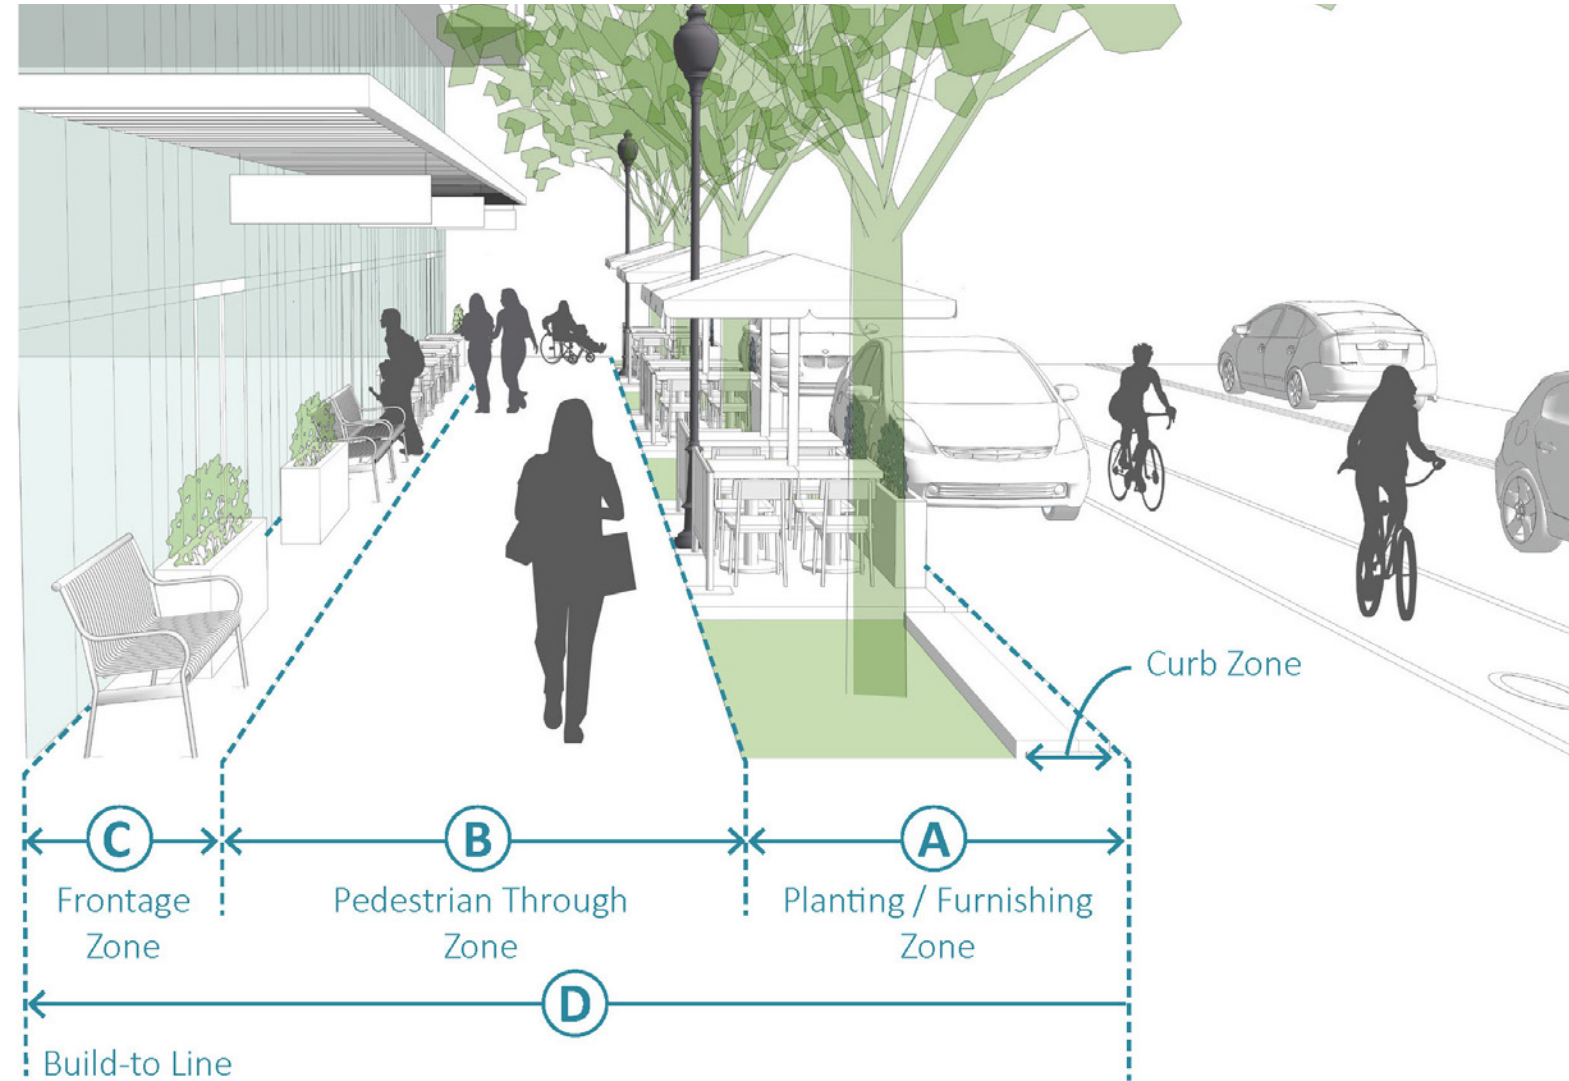 Curb Zone
C
B
A
Frontage
Zone
Pedestrian Through
Zone
Planting / Furnishing
Zone
D
Build-to Line